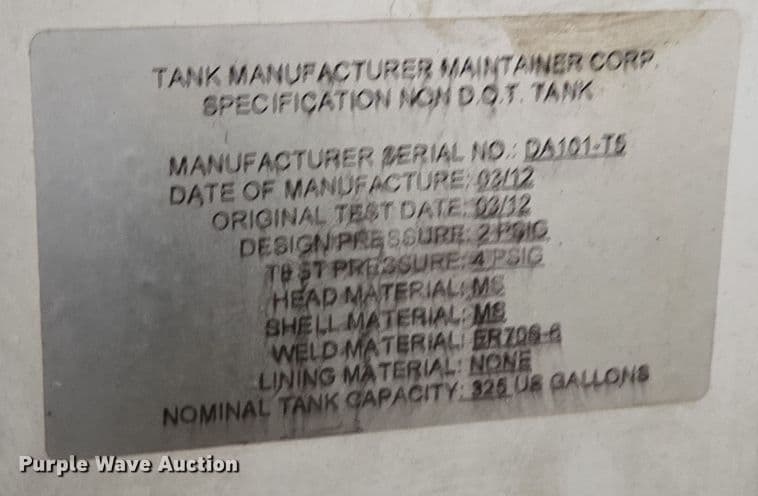 TANK MANUFACTURER MAINTAINER CORP.
SPECIFICATION NON D.O.T. TANK
MANUFACTURER SERIAL NO.: DA101-T5
DATE OF MANUFACTURE: 03/12
ORIGINAL TEST DATE: 03/12
DESIGN PRESSURE: 2 PSIG
TEST PRESSURE: 4 PSIG
HEAD MATERIAL: MS
SHELL MATERIAL: MS
WELD MATERIAL: ER70S-6
LINING MATERIAL: NONE
NOMINAL TANK CAPACITY: 325 US GALLONS
Purple Wave Auction